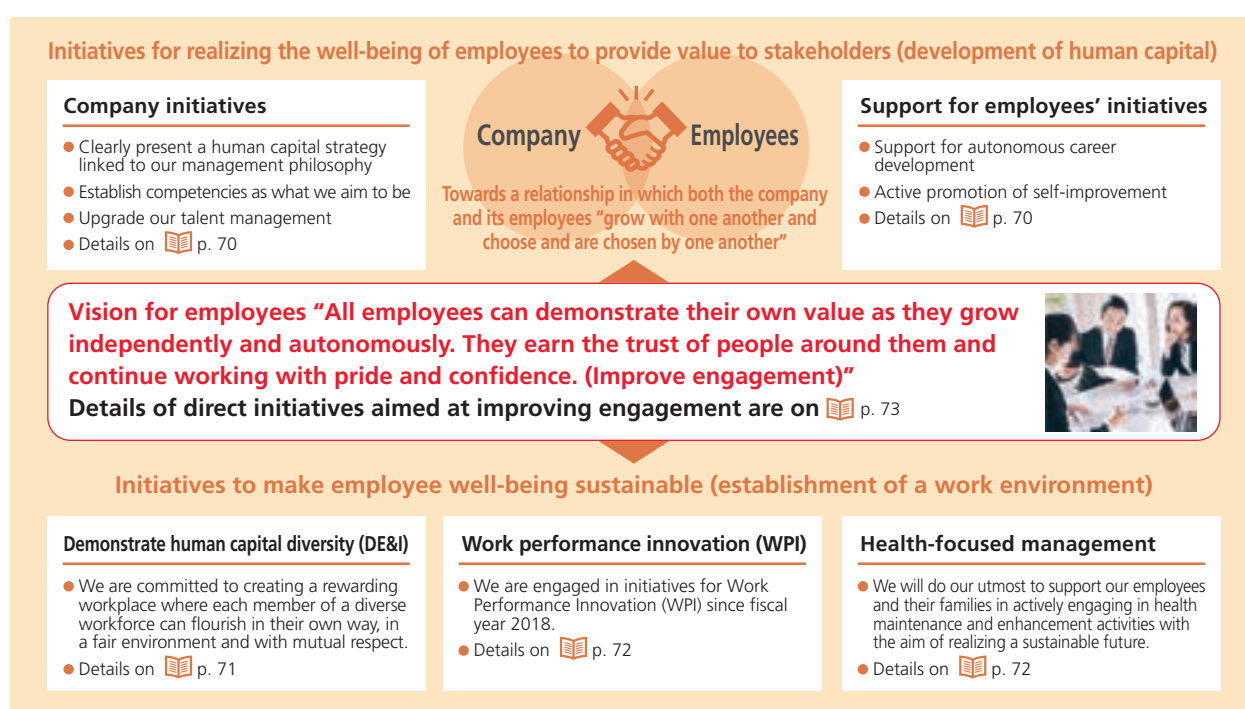 Initiatives for realizing the well-being of employees to provide value to stakeholders (development of human capital)
Company initiatives
● Clearly present a human capital strategy
linked to our management philosophy
● Establish competencies as what we aim to be
● Upgrade our talent management
● Details on p. 70
Company Employees
Towards a relationship in which both the company
and its employees “grow with one another and
choose and are chosen by one another”
Support for employees’ initiatives
● Support for autonomous career
development
● Active promotion of self-improvement
● Details on p. 70
Vision for employees “All employees can demonstrate their own value as they grow
independently and autonomously. They earn the trust of people around them and
continue working with pride and confidence. (Improve engagement)”
Details of direct initiatives aimed at improving engagement are on p. 73
Initiatives to make employee well-being sustainable (establishment of a work environment)
Demonstrate human capital diversity (DE&I)
● We are committed to creating a rewarding
workplace where each member of a diverse
workforce can flourish in their own way, in
a fair environment and with mutual respect.
● Details on p. 71
Work performance innovation (WPI)
● We are engaged in initiatives for Work
Performance Innovation (WPI) since fiscal
year 2018.
● Details on p. 72
Health-focused management
● We will do our utmost to support our employees
and their families in actively engaging in health
maintenance and enhancement activities with
the aim of realizing a sustainable future.
● Details on p. 72